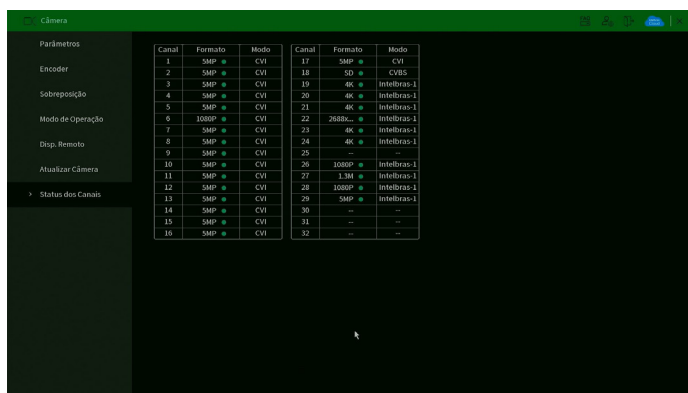 Câmera
Parâmetros
Encoder
Sobreposição
Modo de Operação
Disp. Remoto
Atualizar Câmera
> Status dos Canais
Canal Formato Modo
1 5MP CVI
2 5MP CVI
3 5MP CVI
4 5MP CVI
5 5MP CVI
6 1080P CVI
7 5MP CVI
8 5MP CVI
9 5MP CVI
10 5MP CVI
11 5MP CVI
12 5MP CVI
13 5MP CVI
14 5MP CVI
15 5MP CVI
16 5MP CVI
Canal Formato Modo
17 5MP CVI
18 SD CVBS
19 4K Intelbras-1
20 4K Intelbras-1
21 4K Intelbras-1
22 2688x... Intelbras-1
23 4K Intelbras-1
24 4K Intelbras-1
25 -- --
26 1080P Intelbras-1
27 1.3M Intelbras-1
28 1080P Intelbras-1
29 5MP Intelbras-1
30 -- --
31 -- --
32 -- --